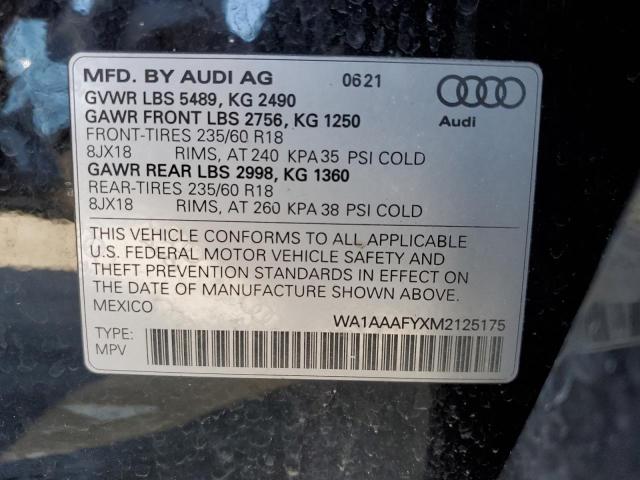 MFD. BY AUDI AG 0621
GVWR LBS 5489, KG 2490
GAWR FRONT LBS 2756, KG 1250
FRONT-TIRES 235/60 R18
8JX18 RIMS, AT 240 KPA 35 PSI COLD
GAWR REAR LBS 2998, KG 1360
REAR-TIRES 235/60 R18
8JX18 RIMS, AT 260 KPA 38 PSI COLD
Audi
THIS VEHICLE CONFORMS TO ALL APPLICABLE
U.S. FEDERAL MOTOR VEHICLE SAFETY AND
THEFT PREVENTION STANDARDS IN EFFECT ON
THE DATE OF MANUFACTURE SHOWN ABOVE.
MEXICO WA1AAAFYXM2125175
TYPE:
MPV